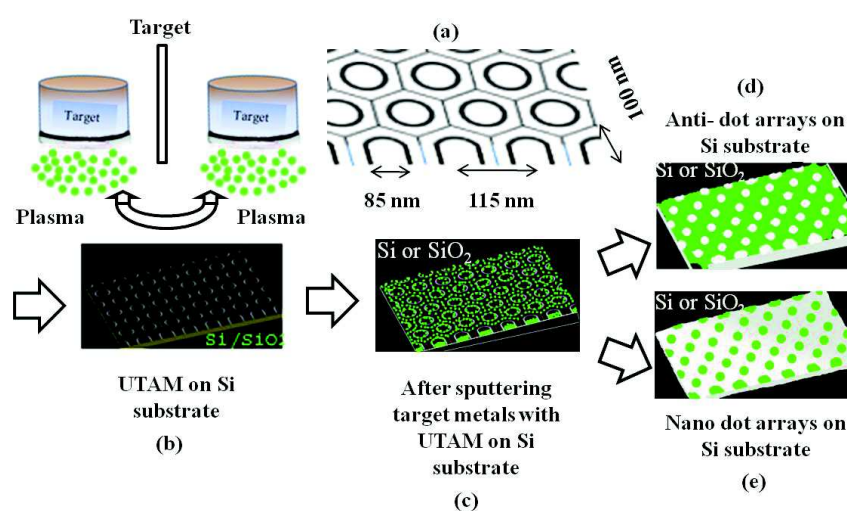 Target
(a)
Target
Target
Plasma
Plasma
85 nm
115 nm
100 nm
(d)
Anti- dot arrays on
Si substrate
Si or SiO2
Si/SiO2
UTAM on Si
substrate
(b)
Si or SiO2
After sputtering
target metals with
UTAM on Si
substrate
(c)
Si or SiO2
Nano dot arrays on
Si substrate
(e)